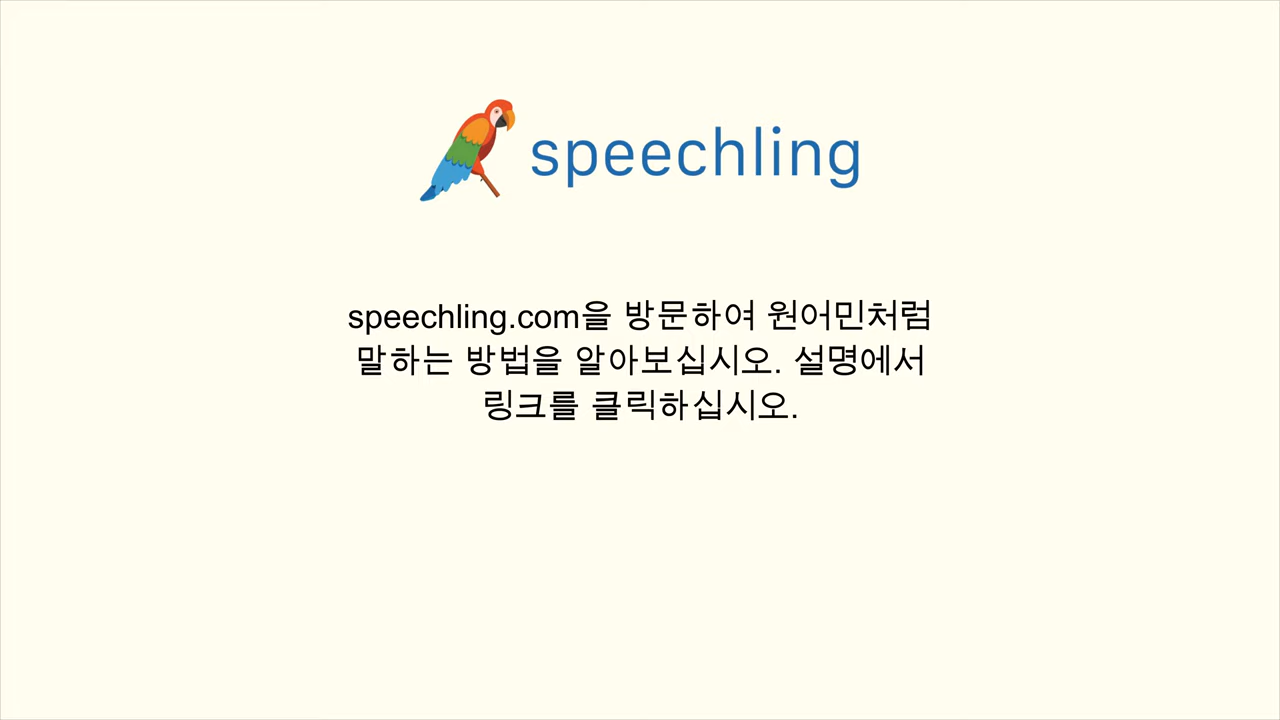 speechling
speechling.com을 방문하여 원어민처럼
말하는 방법을 알아보십시오. 설명에서
링크를 클릭하십시오.